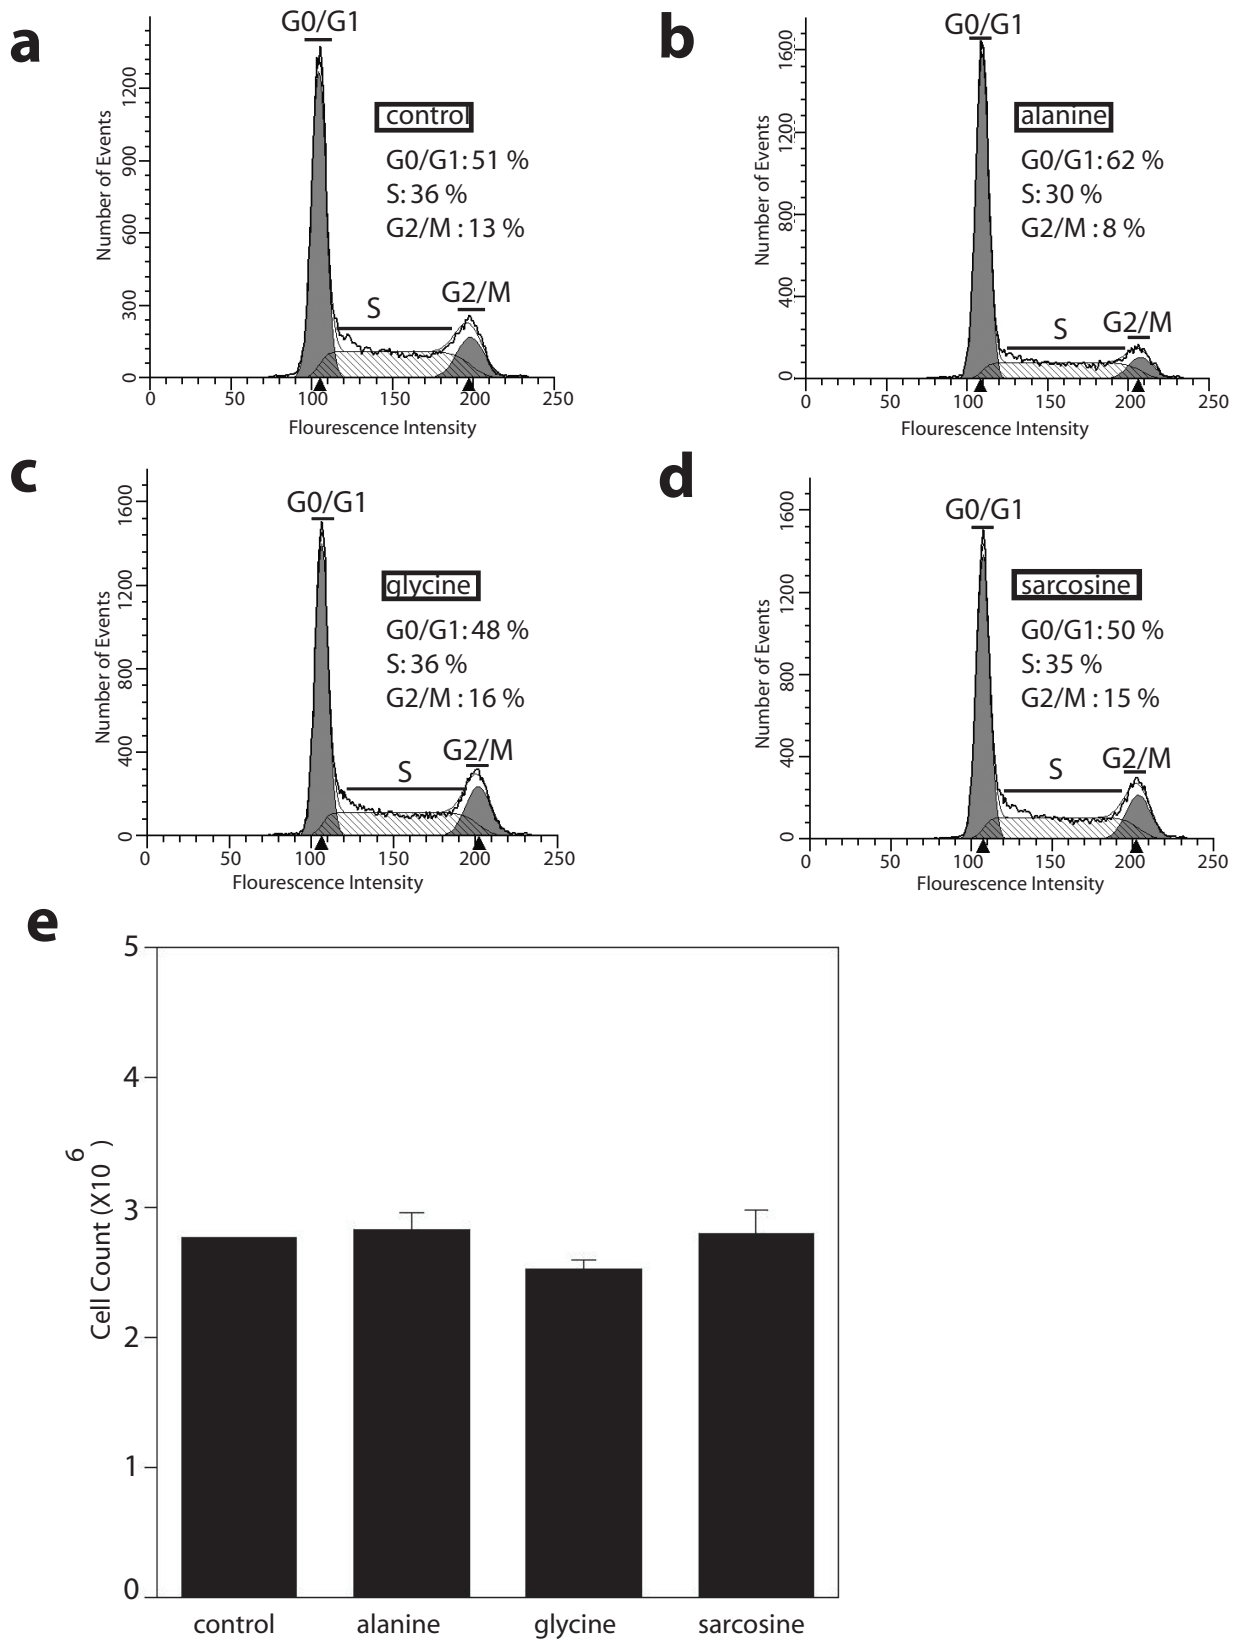 a
G0/G1
control
G0/G1: 51 %
S: 36 %
G2/M : 13 %
S
G2/M
Number of Events
0
300
600
900
1200
0 50 100 150 200 250
Flourescence Intensity
b
G0/G1
alanine
G0/G1: 62 %
S: 30 %
G2/M : 8 %
S
G2/M
Number of Events
0
400
800
1200
1600
0 50 100 150 200 250
Flourescence Intensity
c
G0/G1
glycine
G0/G1: 48 %
S: 36 %
G2/M : 16 %
S
G2/M
Number of Events
0
400
800
1200
1600
0 50 100 150 200 250
Flourescence Intensity
d
G0/G1
sarcosine
G0/G1: 50 %
S: 35 %
G2/M : 15 %
S
G2/M
Number of Events
0
400
800
1200
1600
0 50 100 150 200 250
Flourescence Intensity
e
5
4
3
2
1
0
Cell Count (X10 6 )
control alanine glycine sarcosine